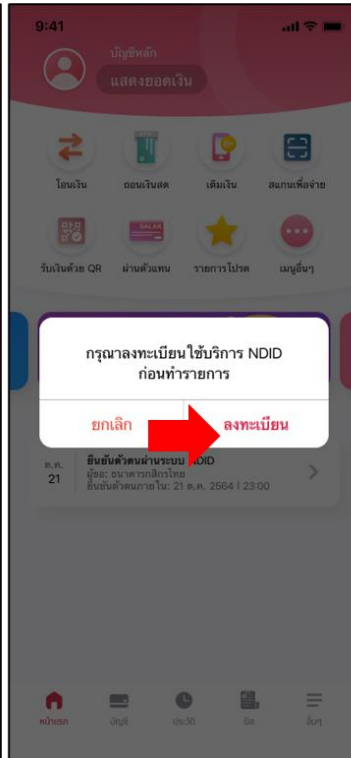 9:41
บัญชีหลัก
แสดงยอดเงิน
โอนเงิน ถอนเงินสด เติมเงิน สแกนเพื่อจ่าย
SALAK
รับเงินด้วย QR ผ่านตัวแทน รายการโปรด เมนูอื่นๆ
กรุณาลงทะเบียนใช้บริการ NDID
ก่อนทำรายการ
ยกเลิก ลงทะเบียน
ต.ค.
21
ยืนยันตัวตนผ่านระบบ NDID
ผู้ขอ: ธนาคารกสิกรไทย
ยืนยันตัวตนภายใน: 21 ต.ค. 2564 | 23:00
หน้าแรก บัญชี ประวัติ บิล อื่นๆ